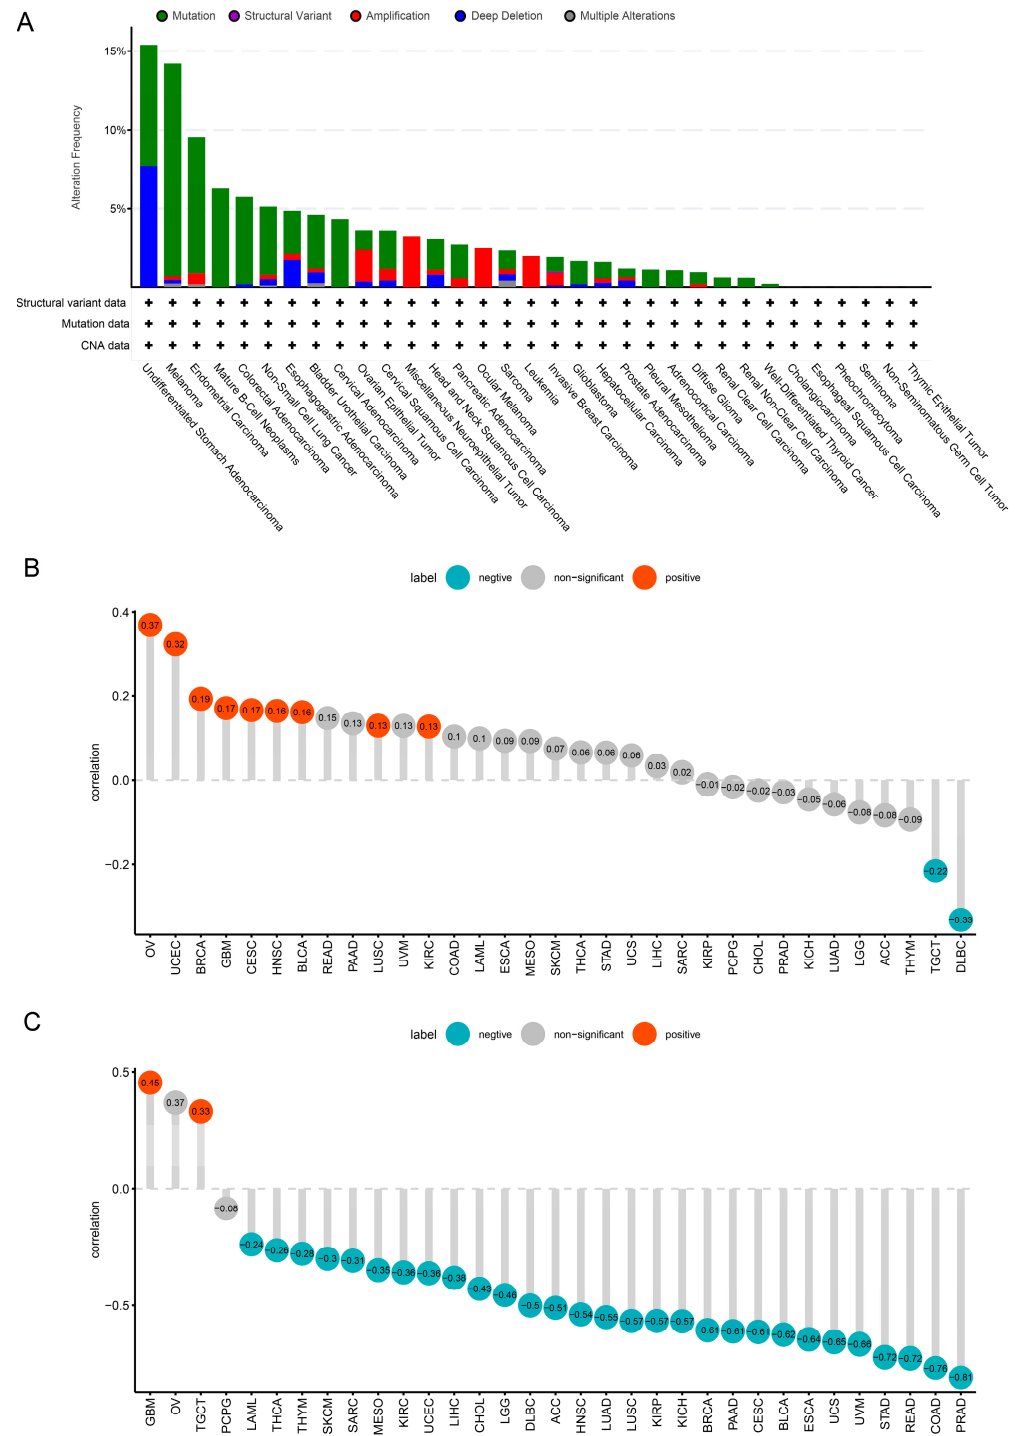 A
Mutation Structural Variant Amplification Deep Deletion Multiple Alterations
15%
10%
5%
Alteration Frequency
Structural variant data
Mutation data
CNA data
Undifferentiated Stomach Adenocarcinoma
Melanoma
Endometrial Carcinoma
Mature B-Cell Neoplasms
Colorectal Adenocarcinoma
Non-Small Cell Lung Cancer
Esophagogastric Adenocarcinoma
Bladder Urothelial Carcinoma
Cervical Adenocarcinoma
Ovarian Epithelial Tumor
Cervical Squamous Cell Carcinoma
Miscellaneous Neuroepithelial Tumor
Head and Neck Squamous Cell Carcinoma
Pancreatic Adenocarcinoma
Ocular Melanoma
Sarcoma
Leukemia
Invasive Breast Carcinoma
Glioblastoma
Hepatocellular Carcinoma
Prostate Adenocarcinoma
Pleural Mesothelioma
Adrenocortical Carcinoma
Diffuse Glioma
Renal Clear Cell Carcinoma
Renal Non-Clear Cell Carcinoma
Well-Differentiated Thyroid Cancer
Cholangiocarcinoma
Esophageal Squamous Cell Carcinoma
Pheochromocytoma
Seminoma
Non-Seminomatous Germ Cell Tumor
Thymic Epithelial Tumor
B
label negtive non-significant positive
0.4
0.2
0.0
−0.2
correlation
0.37 0.32 0.19 0.17 0.17 0.16 0.16 0.15 0.13 0.13 0.13 0.13 0.1 0.1 0.09 0.09 0.07 0.06 0.06 0.06 0.03 0.02 −0.01 −0.02 −0.02 −0.03 −0.05 −0.06 −0.08 −0.08 −0.09 −0.22 −0.33
OV UCEC BRCA GBM CESC HNSC BLCA READ PAAD LUSC UVM KIRC COAD LAML ESCA MESO SKCM THCA STAD UCS LIHC SARC KIRP PCPG CHOL PRAD KICH LUAD LGG ACC THYM TGCT DLBC
C
label negtive non-significant positive
0.5
0.0
−0.5
correlation
0.45 0.37 0.33 −0.08 −0.24 −0.26 −0.28 −0.3 −0.31 −0.35 −0.36 −0.36 −0.38 −0.43 −0.46 −0.5 −0.51 −0.54 −0.55 −0.57 −0.57 −0.57 −0.61 −0.61 −0.61 −0.62 −0.64 −0.65 −0.66 −0.72 −0.72 −0.76 −0.81
GBM OV TGCT PCPG LAML THCA THYM SKCM SARC MESO KIRC UCEC LIHC CHOL LGG DLBC ACC HNSC LUAD LUSC KIRP KICH BRCA PAAD CESC BLCA ESCA UCS UVM STAD READ COAD PRAD